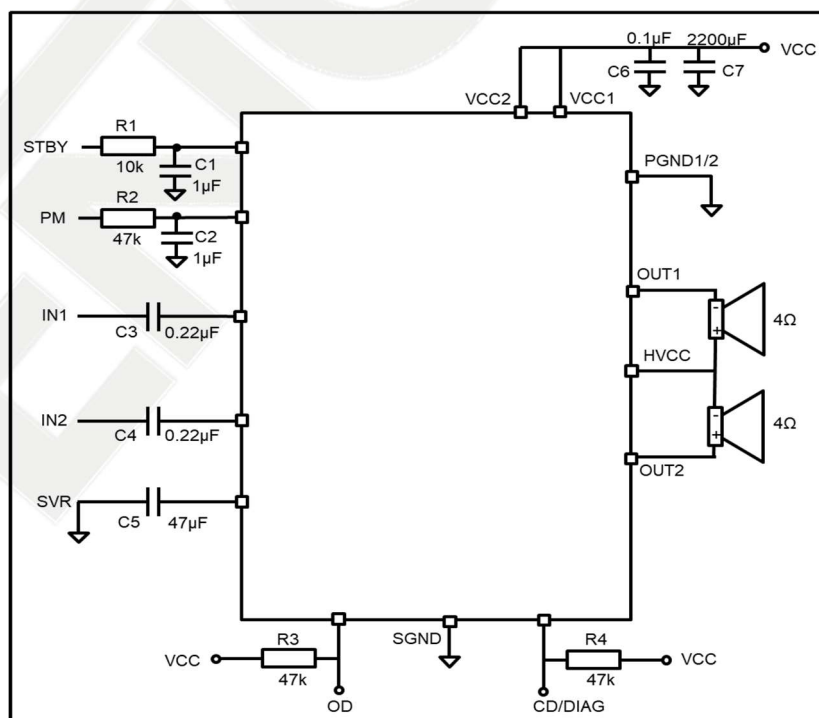 0.1µF 2200µF
VCC
C6 C7
VCC2 VCC1
STBY R1
10k C1
1µF
PGND1/2
PM R2
47k C2
1µF
OUT1
- +
4Ω
IN1
C3 0.22µF
HVCC
IN2
C4 0.22µF
- +
4Ω
OUT2
SVR
C5 47µF
VCC R3
47k
SGND
R4 VCC
47k
OD
CD/DIAG